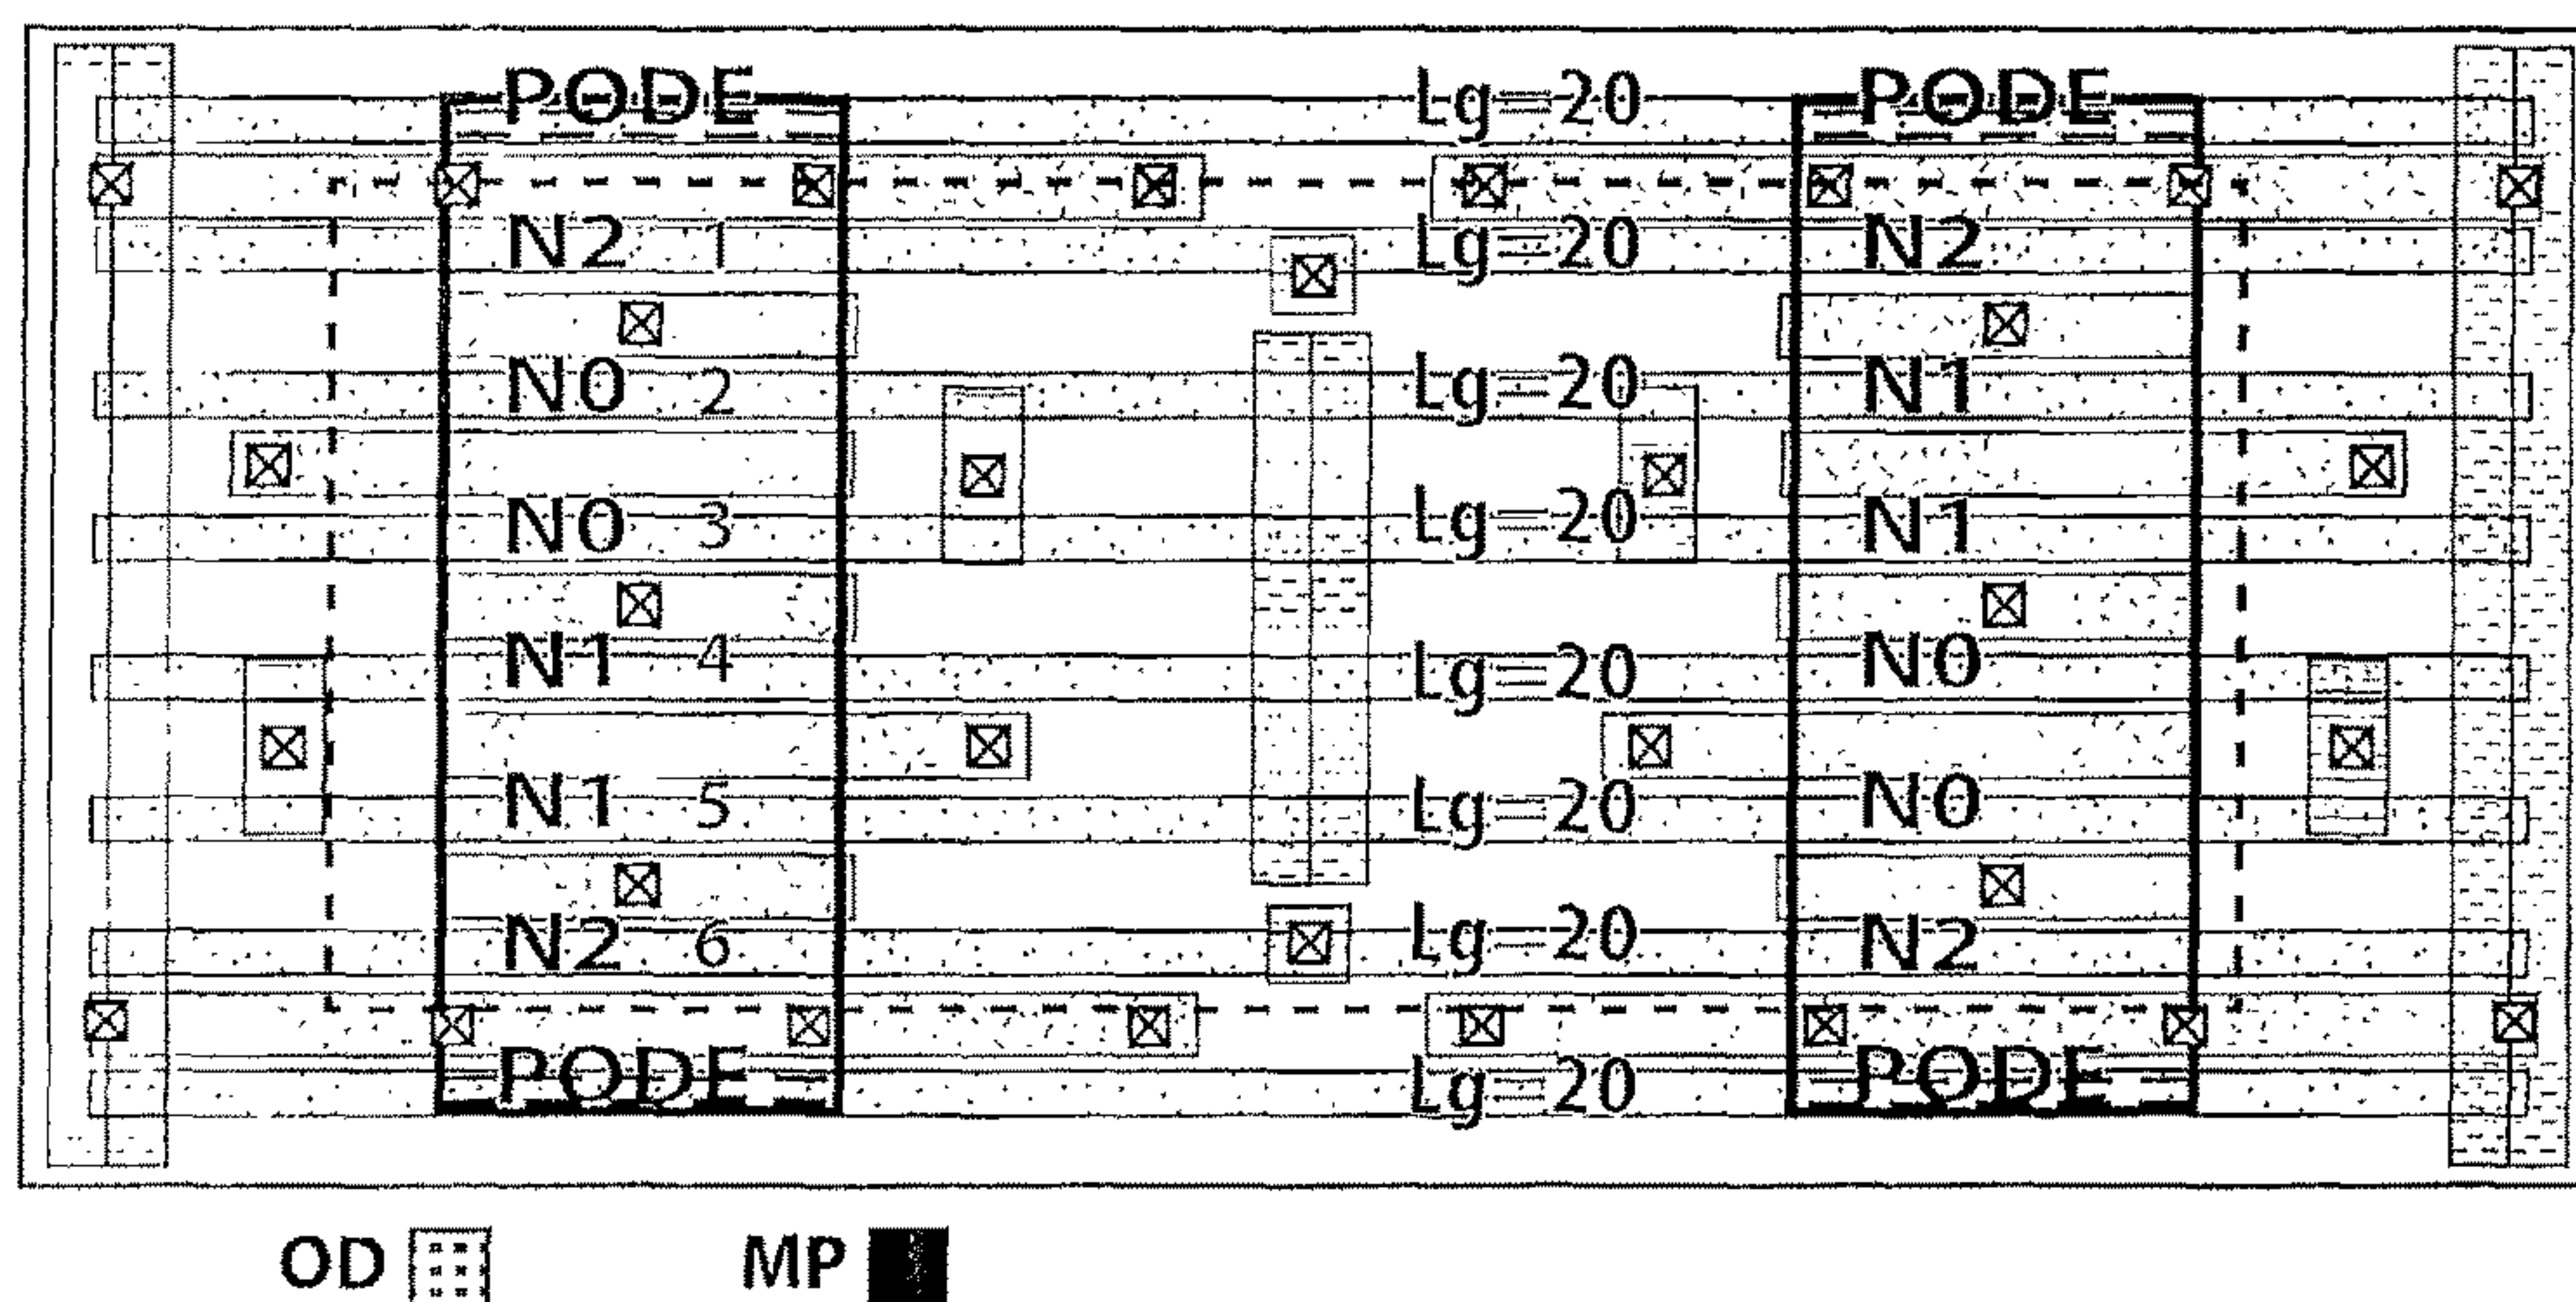 PODE Lg=20 PODE
N2 1 Lg=20 N2
N0 2 Lg=20 N1
N0 3 Lg=20 N1
N1 4 Lg=20 N0
N1 5 Lg=20 N0
N2 6 Lg=20 N2
PODE Lg=20 PODE
OD MP